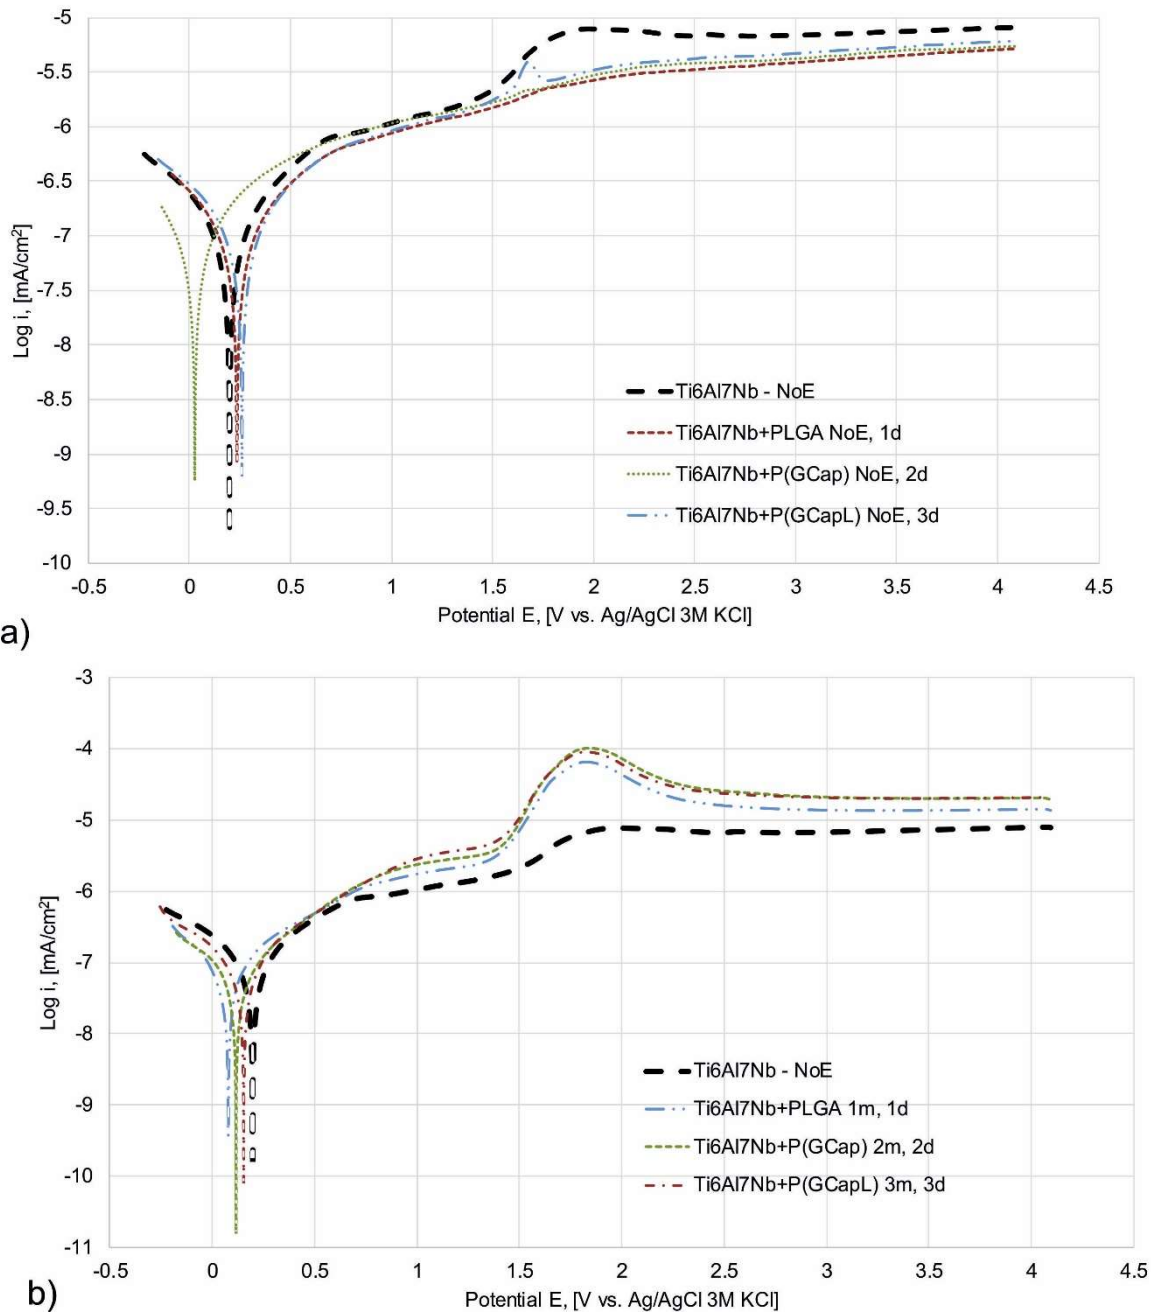 -5
-5.5
-6
-6.5
-7
-7.5
-8
-8.5
-9
-9.5
-10
Log i, [mA/cm²]
Ti6Al7Nb - NoE
Ti6Al7Nb+PLGA NoE, 1d
Ti6Al7Nb+P(GCap) NoE, 2d
Ti6Al7Nb+P(GCapL) NoE, 3d
-0.5 0 0.5 1 1.5 2 2.5 3 3.5 4 4.5
Potential E, [V vs. Ag/AgCl 3M KCl]
a)
-3
-4
-5
-6
-7
-8
-9
-10
-11
Log i, [mA/cm²]
Ti6Al7Nb - NoE
Ti6Al7Nb+PLGA 1m, 1d
Ti6Al7Nb+P(GCap) 2m, 2d
Ti6Al7Nb+P(GCapL) 3m, 3d
-0.5 0 0.5 1 1.5 2 2.5 3 3.5 4 4.5
Potential E, [V vs. Ag/AgCl 3M KCl]
b)